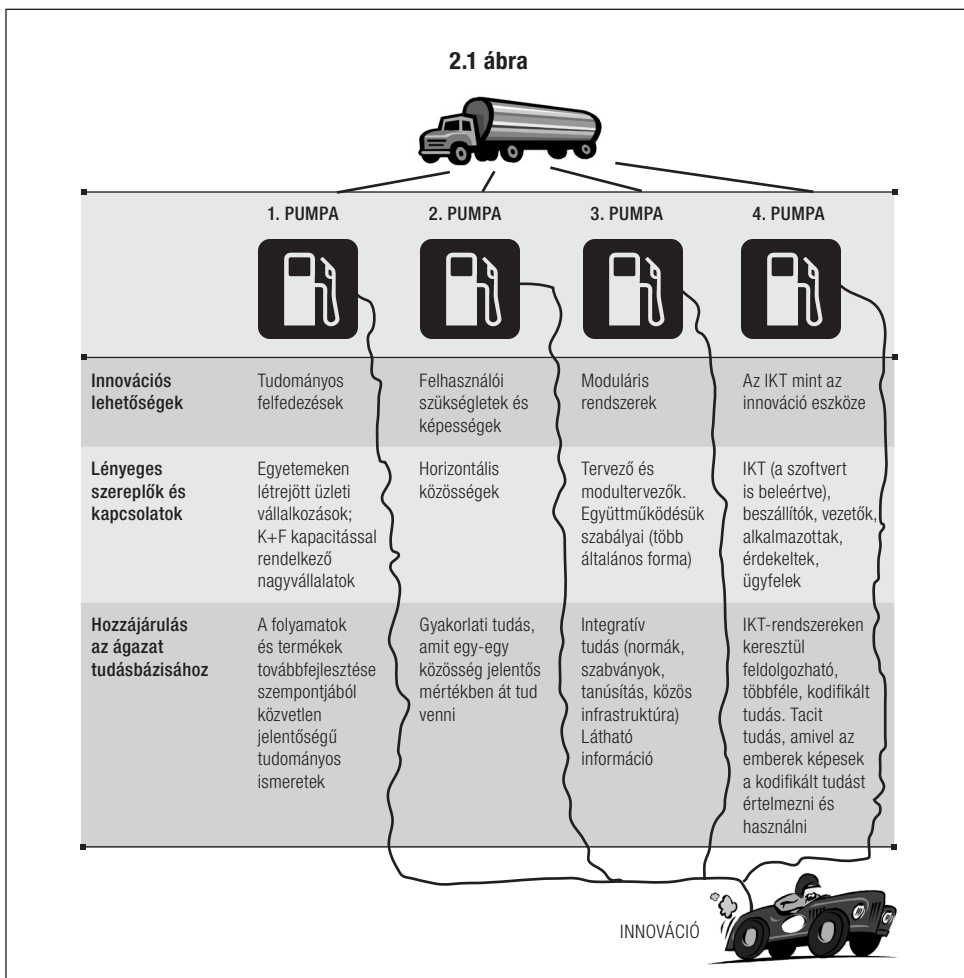 2.1 ábra
1. PUMPA
2. PUMPA
3. PUMPA
4. PUMPA
Innovációs
lehetőségek
Tudományos
felfedezések
Felhasználói
szükségletek és
képességek
Moduláris
rendszerek
Az IKT mint az
innováció eszköze
Lényeges
szereplők és
kapcsolatok
Egyetemeken
létrejött üzleti
vállalkozások;
K+F kapacitással
rendelkező
nagyvállalatok
Horizontális
közösségek
Tervező és
modultervezők.
Együttműködésük
szabályai (több
általános forma)
IKT (a szoftvert
is beleértve),
beszállítók, vezetők,
alkalmazottak,
érdekeltek,
ügyfelek
Hozzájárulás
az ágazat
tudásbázisához
A folyamatok
és termékek
továbbfejlesztése
szempontjából
közvetlen
jelentőségű
tudományos
ismeretek
Gyakorlati tudás,
amit egy-egy
közösség jelentős
mértékben át tud
venni
Integratív
tudás (normák,
szabványok,
tanúsítás, közös
infrastruktúra)
Látható
információ
IKT-rendszereken
keresztül
feldolgozható,
többféle, kodifikált
tudás. Tacit
tudás, amivel az
emberek képesek
a kodifikált tudást
értelmezni és
használni
INNOVÁCIÓ